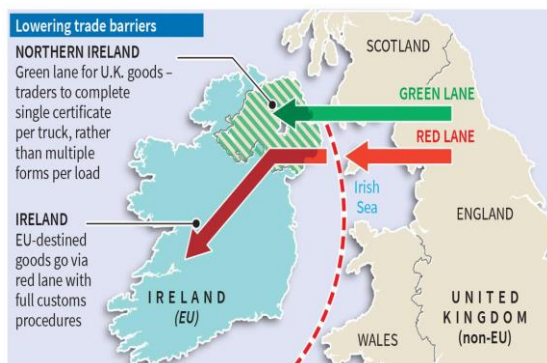 Lowering trade barriers
NORTHERN IRELAND
Green lane for U.K. goods –
traders to complete
single certificate
per truck, rather
than multiple
forms per load
IRELAND
EU-destined
goods go via
red lane with
full customs
procedures
SCOTLAND
GREEN LANE
RED LANE
Irish
Sea
ENGLAND
IRELAND
(EU)
WALES
UNITED
KINGDOM
(non-EU)